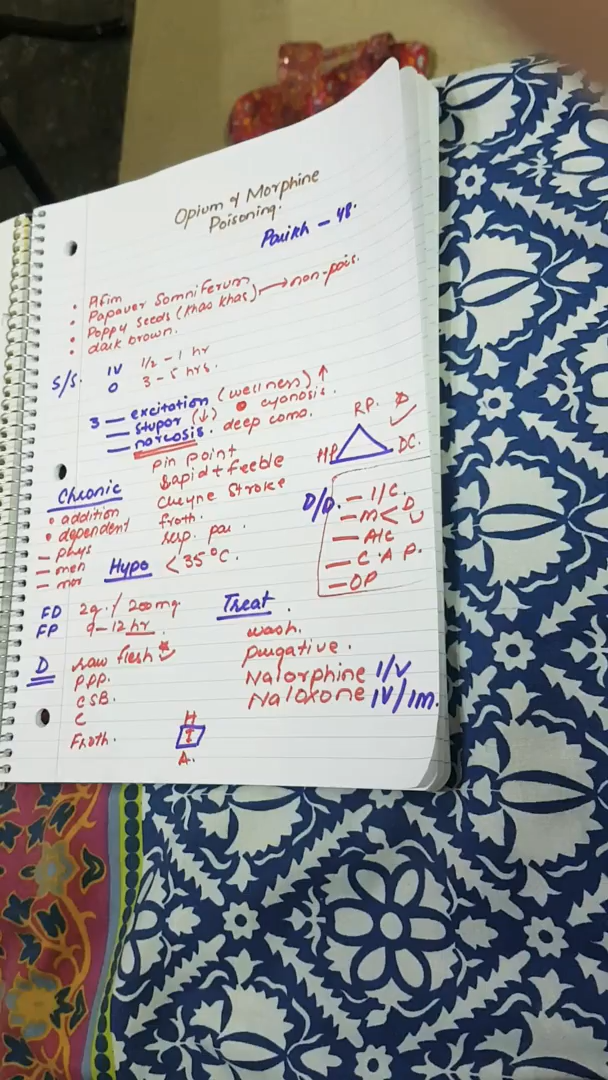 Opium & Morphine
Poisoning.
Parikh - 48.
• Afim
• Papaver Somniferum
• Poppy Seeds (khas khas) → non-pois.
• dark brown.
S/S. IV 1/2 - 1 hr
O 3 - 5 hrs.
3 — excitation (wellness) ↑
— stupor (↓) • cyanosis.
— narcosis. deep coma.
RP.
HP DC.
pin point
Rapid + feeble
cheyne stroke
froth.
resp. par.
Chronic
• addition
• dependent
— phys
— men
— mor
Hypo < 35°C.
D/D. — I/C.
— M < D
— A/C
— C.A.P.
— OP
FD 2g. / 200mg
FP 9-12 hr.
Treat.
wash.
purgative.
Nalorphine I/V
Naloxone IV/IM.
D raw flesh
PPP.
CSB.
C
Froth.
H
I
A.